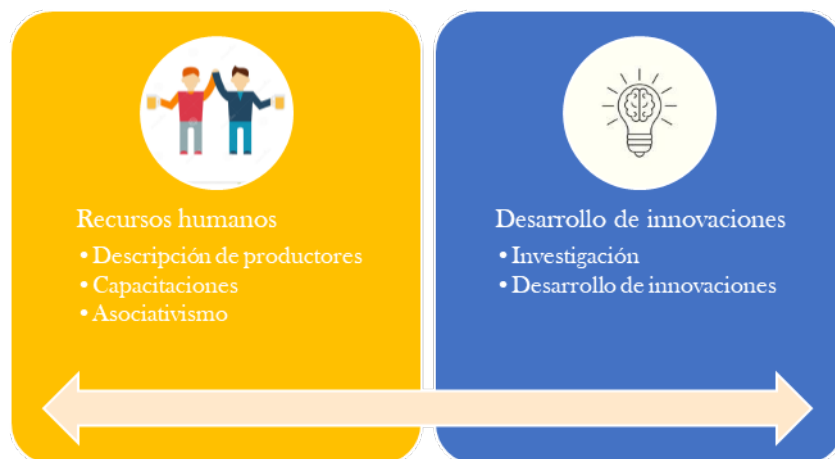 Recursos humanos
• Descripción de productores
• Capacitaciones
• Asociativismo
Desarrollo de innovaciones
• Investigación
• Desarrollo de innovaciones